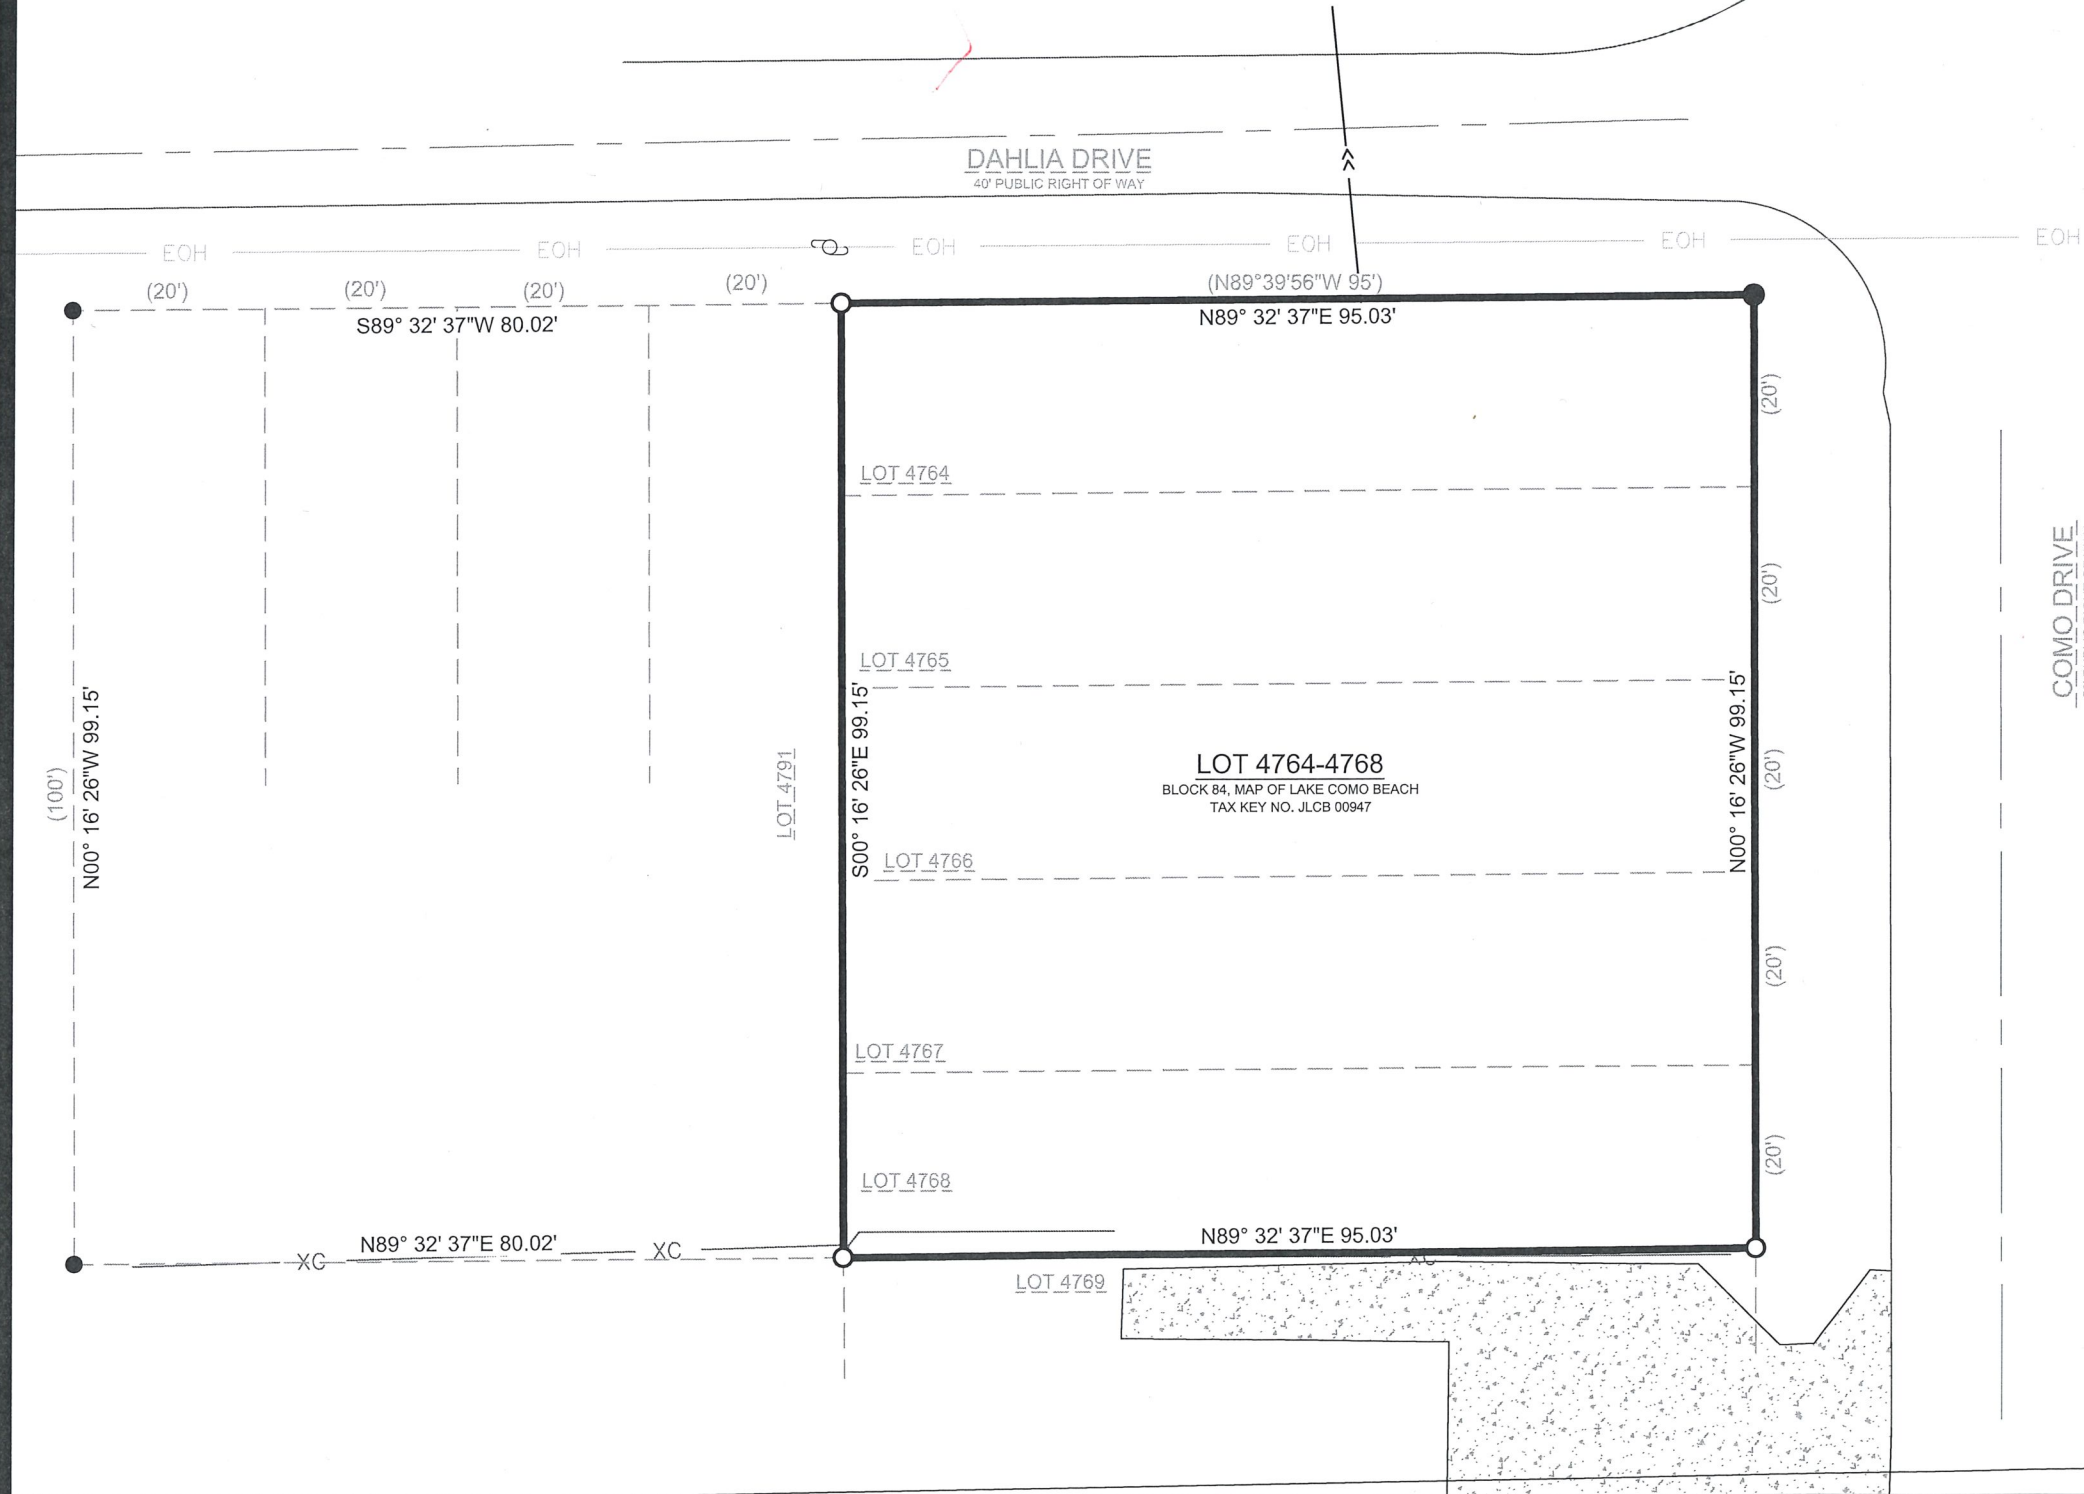 DAHLIA DRIVE
40' PUBLIC RIGHT OF WAY
EOH
EOH
EOH
EOH
EOH
EOH
(20')
(20')
(20')
(20')
(N89°39'56"W 95')
S89° 32' 37"W 80.02'
N89° 32' 37"E 95.03'
(20')
LOT 4764
(20')
COMO DRIVE
LOT 4765
(100')
N00° 16' 26"W 99.15'
LOT 4791
S00° 16' 26"E 99.15'
LOT 4764-4768
BLOCK 84, MAP OF LAKE COMO BEACH
TAX KEY NO. JLCB 00947
N00° 16' 26"W 99.15'
(20')
LOT 4766
(20')
LOT 4767
(20')
LOT 4768
XC
N89° 32' 37"E 80.02'
XC
N89° 32' 37"E 95.03'
LOT 4769